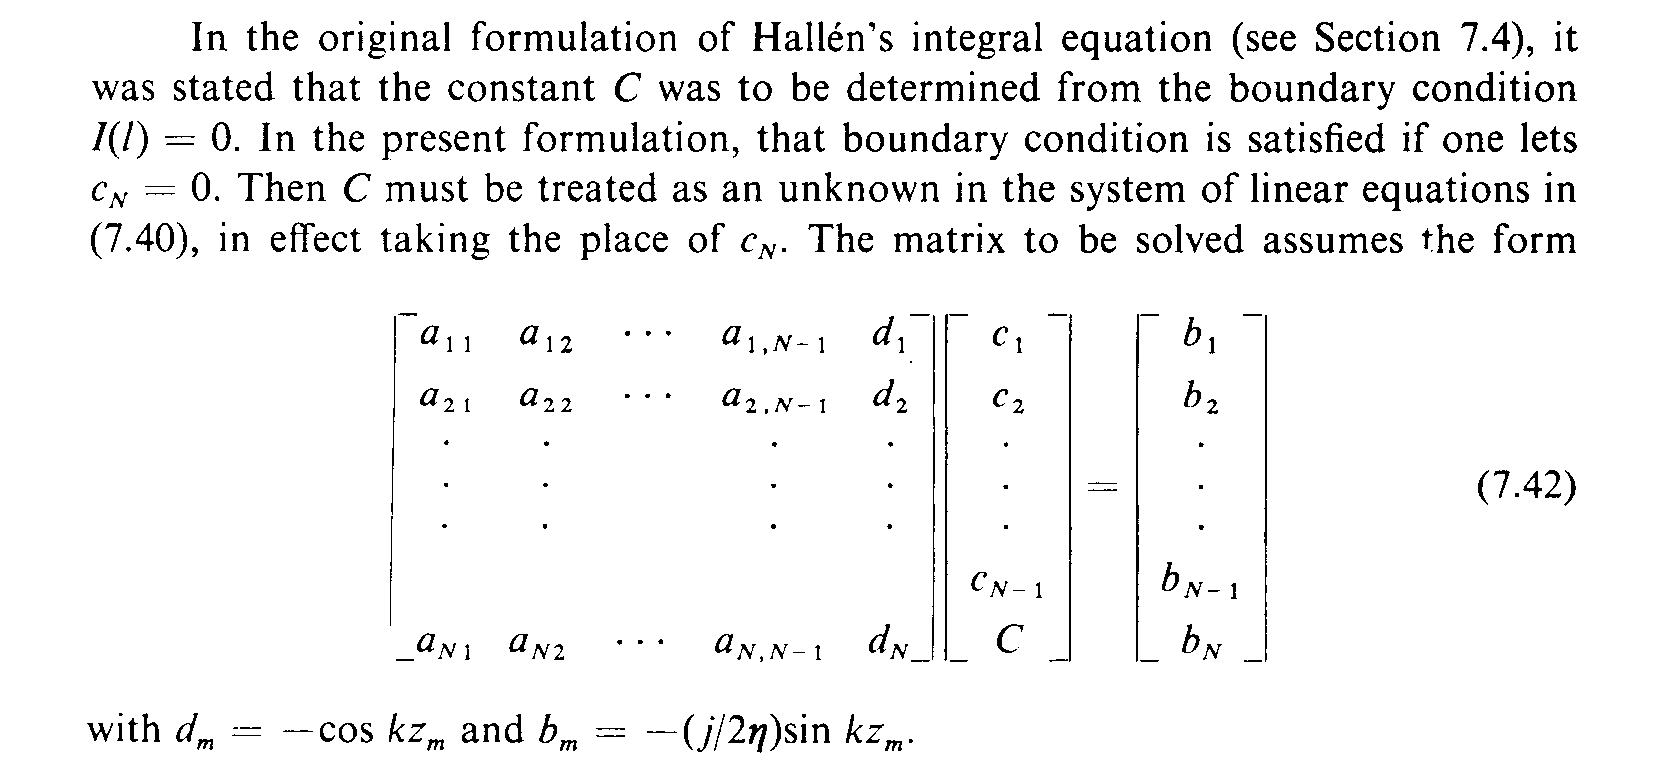 In the original formulation of Hallén's integral equation (see Section 7.4), it
was stated that the constant C was to be determined from the boundary condition
I(l) = 0. In the present formulation, that boundary condition is satisfied if one lets
c_N = 0. Then C must be treated as an unknown in the system of linear equations in
(7.40), in effect taking the place of c_N. The matrix to be solved assumes the form
a_11 a_12 ··· a_1,N-1 d_1 c_1 b_1
a_21 a_22 ··· a_2,N-1 d_2 c_2 b_2
. . . . . .
. . . . . = . (7.42)
. . . . . .
c_N-1 b_N-1
a_N1 a_N2 ··· a_N,N-1 d_N C b_N
with d_m = −cos kz_m and b_m = −(j/2η)sin kz_m.